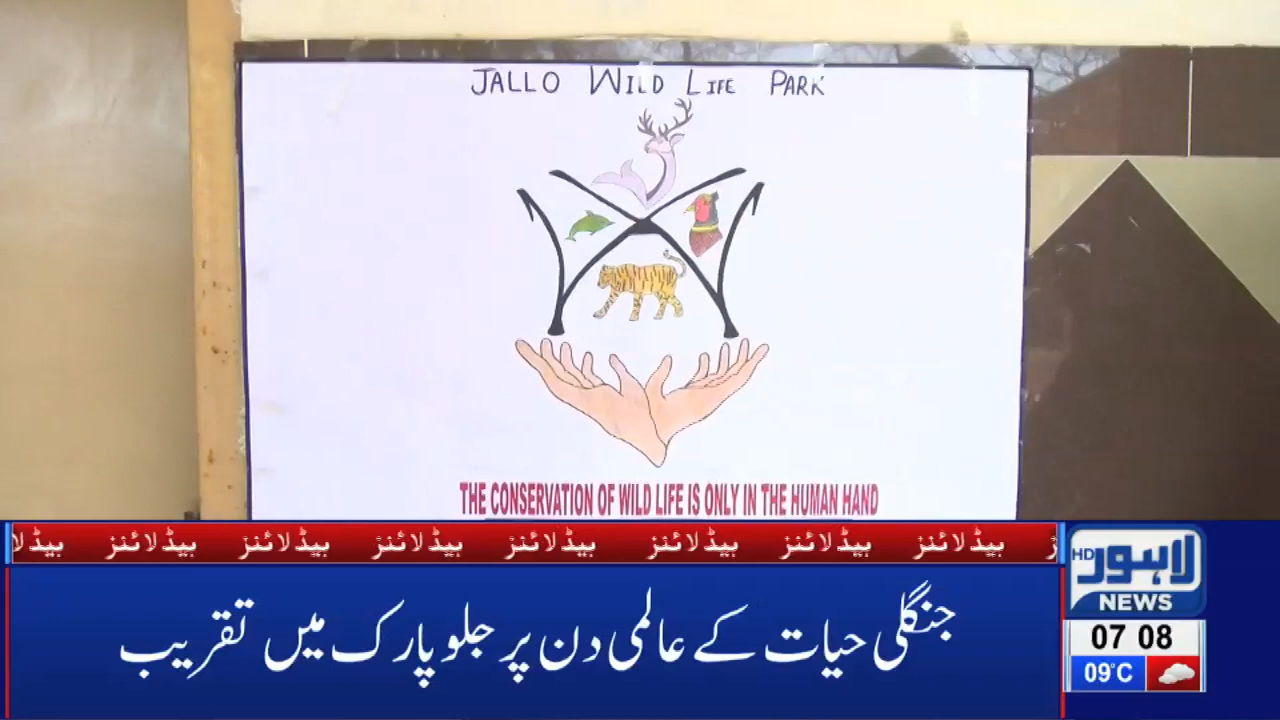 JALLO WILD LIFE PARK
THE CONSERVATION OF WILD LIFE IS ONLY IN THE HUMAN HAND
ہیڈلائنز ہیڈلائنز ہیڈلائنز ہیڈلائنز ہیڈلائنز ہیڈلائنز ہیڈلائنز
جنگلی حیات کے عالمی دن پر جلو پارک میں تقریب
HD لاہور
NEWS
07 08
09°C